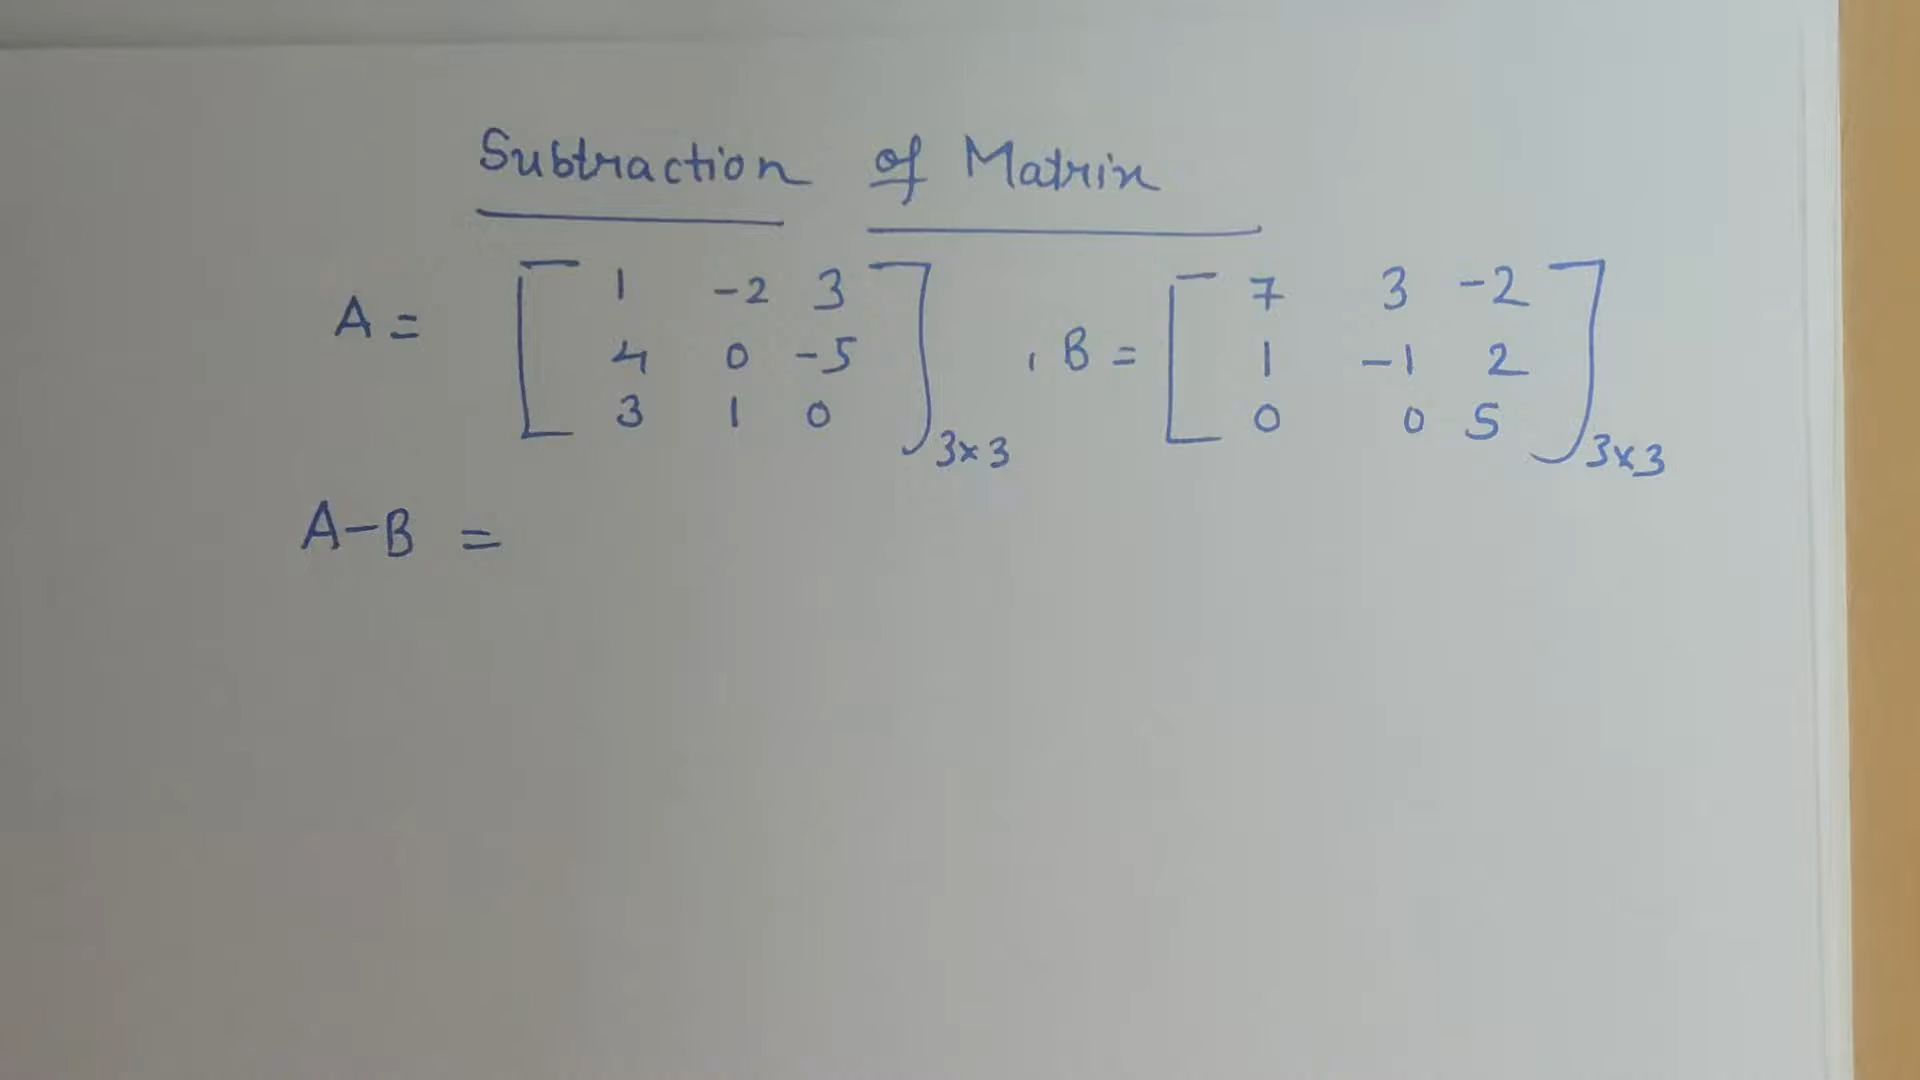 Subtraction of Matrix
A = [ 1 -2 3
4 0 -5
3 1 0 ] 3×3
, B = [ 7 3 -2
1 -1 2
0 0 5 ] 3×3
A-B =